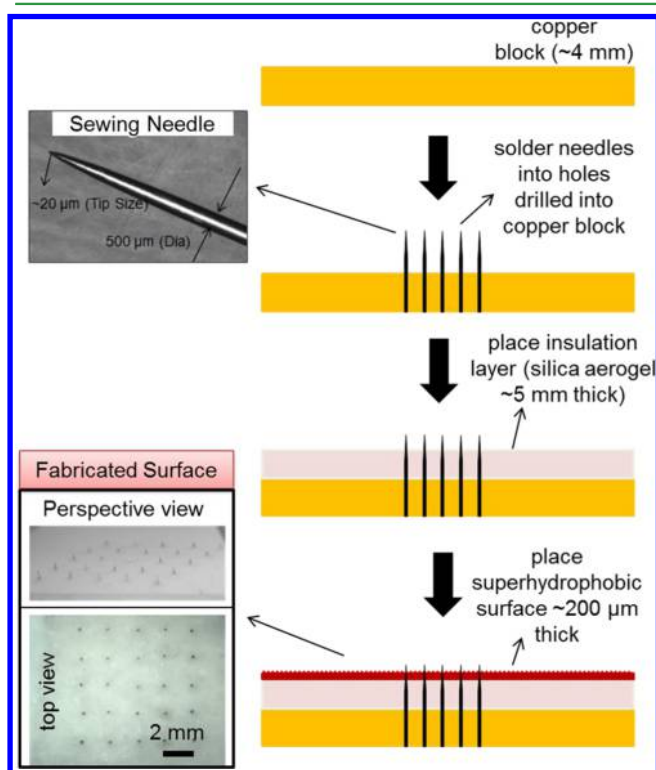 copper
block (~4 mm)
Sewing Needle
~20 µm (Tip Size)
500 µm (Dia)
solder needles
into holes
drilled into
copper block
place insulation
layer (silica aerogel
~5 mm thick)
Fabricated Surface
Perspective view
top view
2 mm
place
superhydrophobic
surface ~200 µm
thick